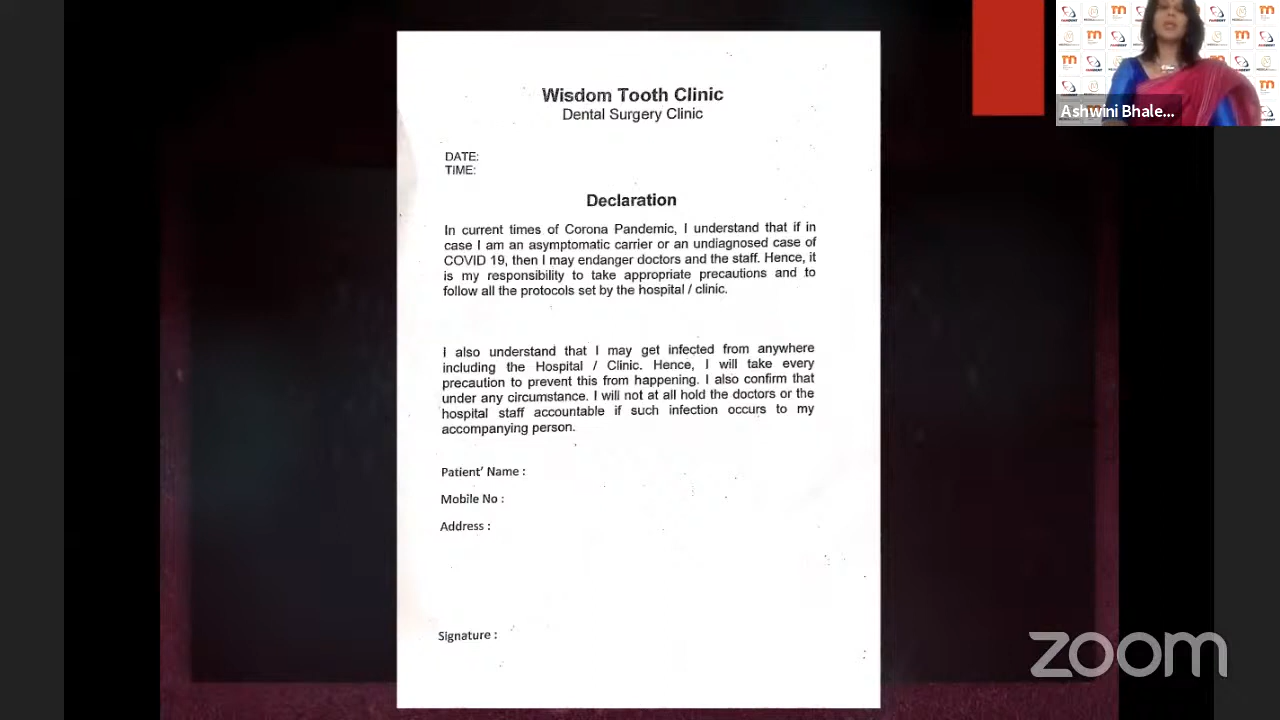 Wisdom Tooth Clinic
Dental Surgery Clinic
DATE:
TIME:
Declaration
In current times of Corona Pandemic, I understand that if in
case I am an asymptomatic carrier or an undiagnosed case of
COVID 19, then I may endanger doctors and the staff. Hence, it
is my responsibility to take appropriate precautions and to
follow all the protocols set by the hospital / clinic.
I also understand that I may get infected from anywhere
including the Hospital / Clinic. Hence, I will take every
precaution to prevent this from happening. I also confirm that
under any circumstance. I will not at all hold the doctors or the
hospital staff accountable if such infection occurs to my
accompanying person.
Patient' Name :
Mobile No :
Address :
Signature :
Ashwini Bhale...
zoom